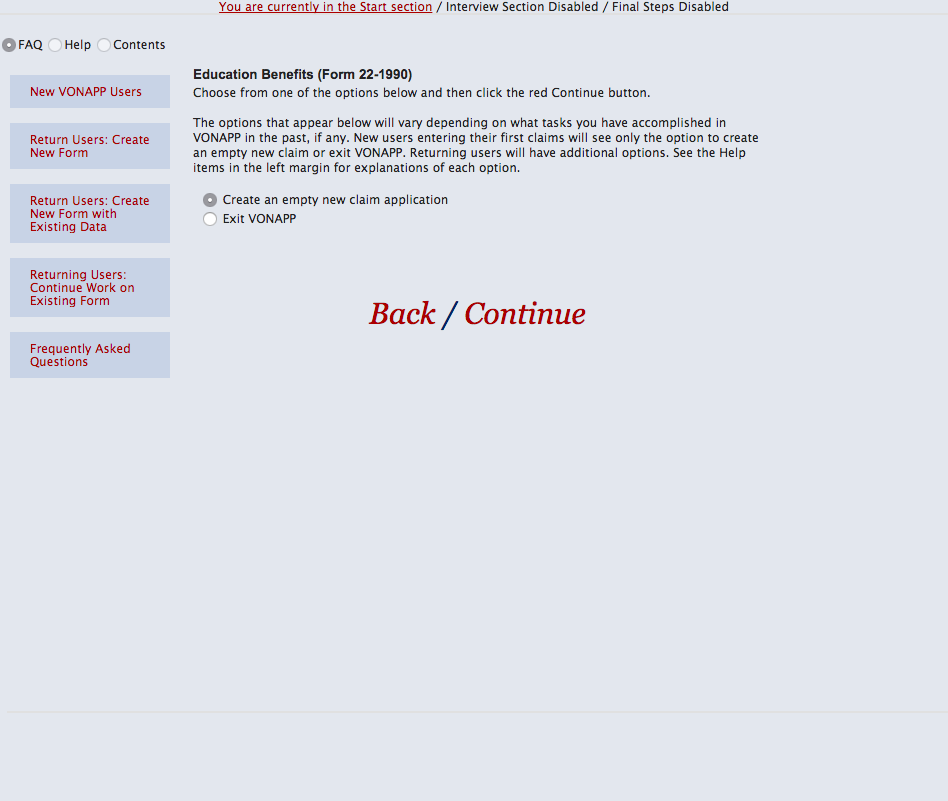 You are currently in the Start section / Interview Section Disabled / Final Steps Disabled
FAQ Help Contents
New VONAPP Users
Return Users: Create
New Form
Return Users: Create
New Form with
Existing Data
Returning Users:
Continue Work on
Existing Form
Frequently Asked
Questions
Education Benefits (Form 22-1990)
Choose from one of the options below and then click the red Continue button.
The options that appear below will vary depending on what tasks you have accomplished in
VONAPP in the past, if any. New users entering their first claims will see only the option to create
an empty new claim or exit VONAPP. Returning users will have additional options. See the Help
items in the left margin for explanations of each option.
Create an empty new claim application
Exit VONAPP
Back / Continue